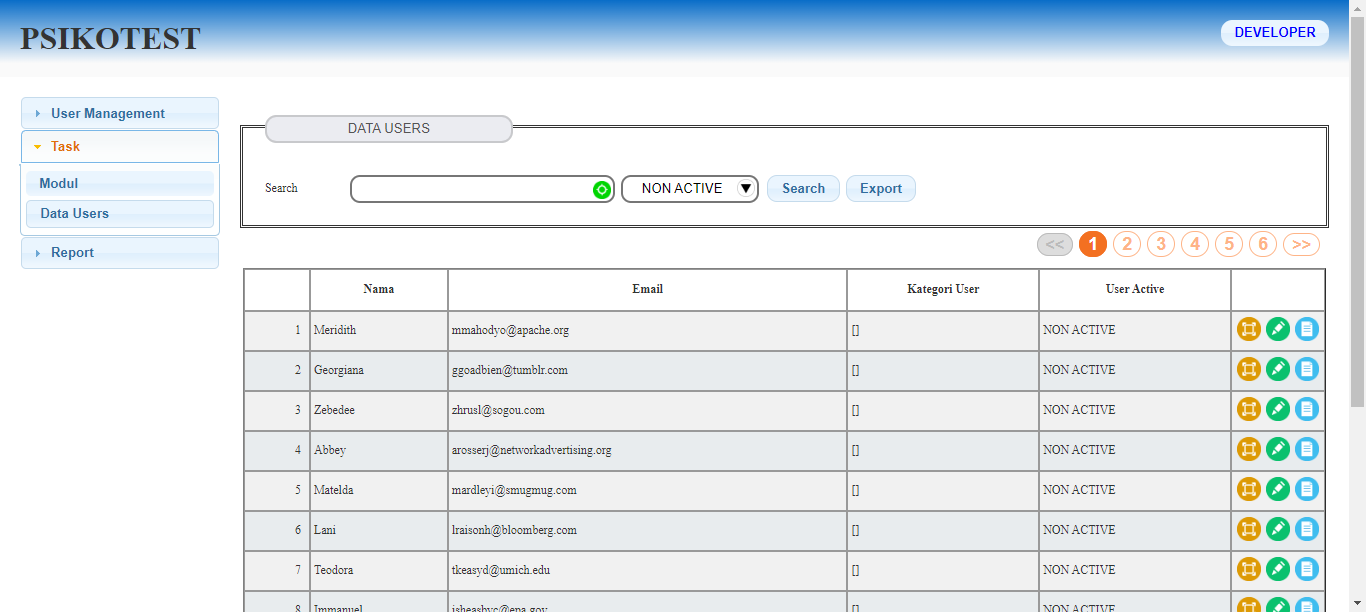 PSIKOTEST
DEVELOPER
User Management
Task
Modul
Data Users
Report
DATA USERS
Search NON ACTIVE Search Export
<< 1 2 3 4 5 6 >>
Nama Email Kategori User User Active
1 Meridith mmahodyo@apache.org [] NON ACTIVE
2 Georgiana ggoadbien@tumblr.com [] NON ACTIVE
3 Zebedee zhrusl@sogou.com [] NON ACTIVE
4 Abbey arosserj@networkadvertising.org [] NON ACTIVE
5 Matelda mardleyi@smugmug.com [] NON ACTIVE
6 Lani lraisonh@bloomberg.com [] NON ACTIVE
7 Teodora tkeasyd@umich.edu [] NON ACTIVE
8 Immanuel [] NON ACTIVE